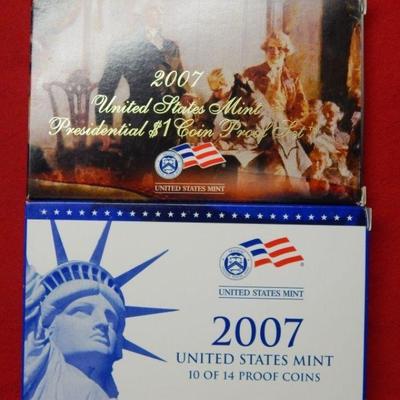 2007
United States Mint
Presidential $1 Coin Proof Set
UNITED STATES MINT
UNITED STATES MINT
2007
UNITED STATES MINT
10 OF 14 PROOF COINS